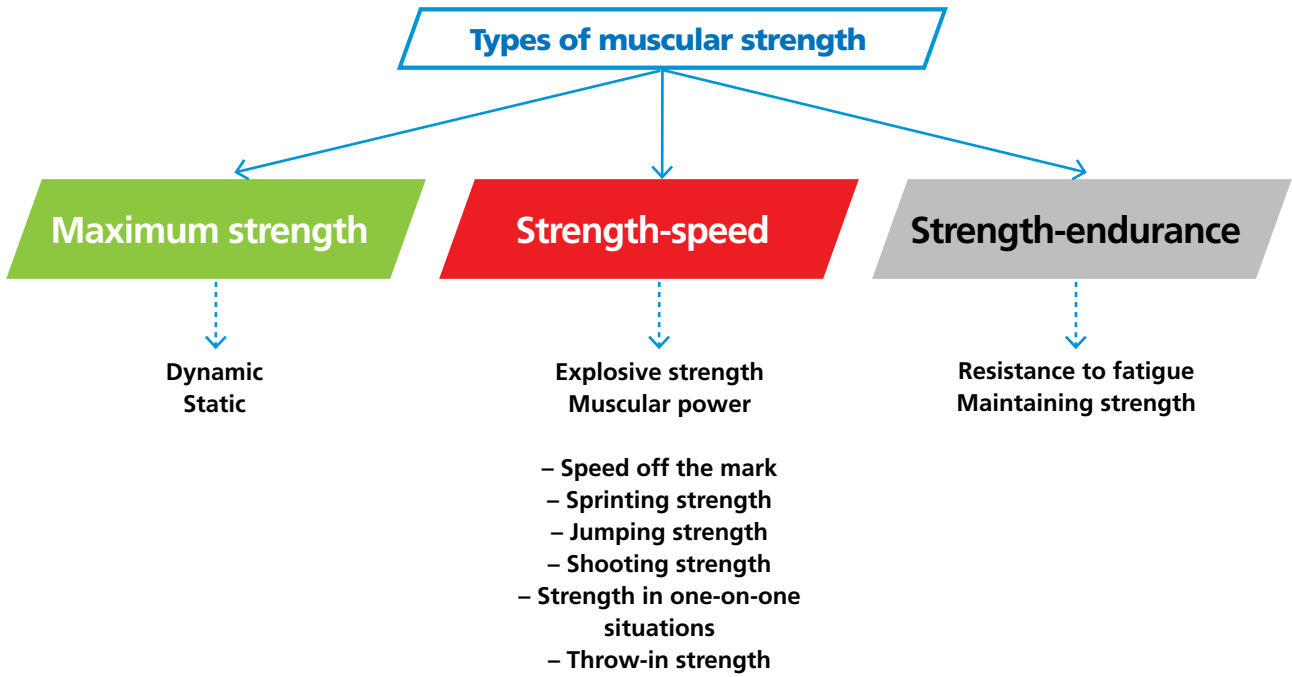 Types of muscular strength
Maximum strength
Strength-speed
Strength-endurance
Dynamic
Static
Explosive strength
Muscular power
– Speed off the mark
– Sprinting strength
– Jumping strength
– Shooting strength
– Strength in one-on-one
situations
– Throw-in strength
Resistance to fatigue
Maintaining strength